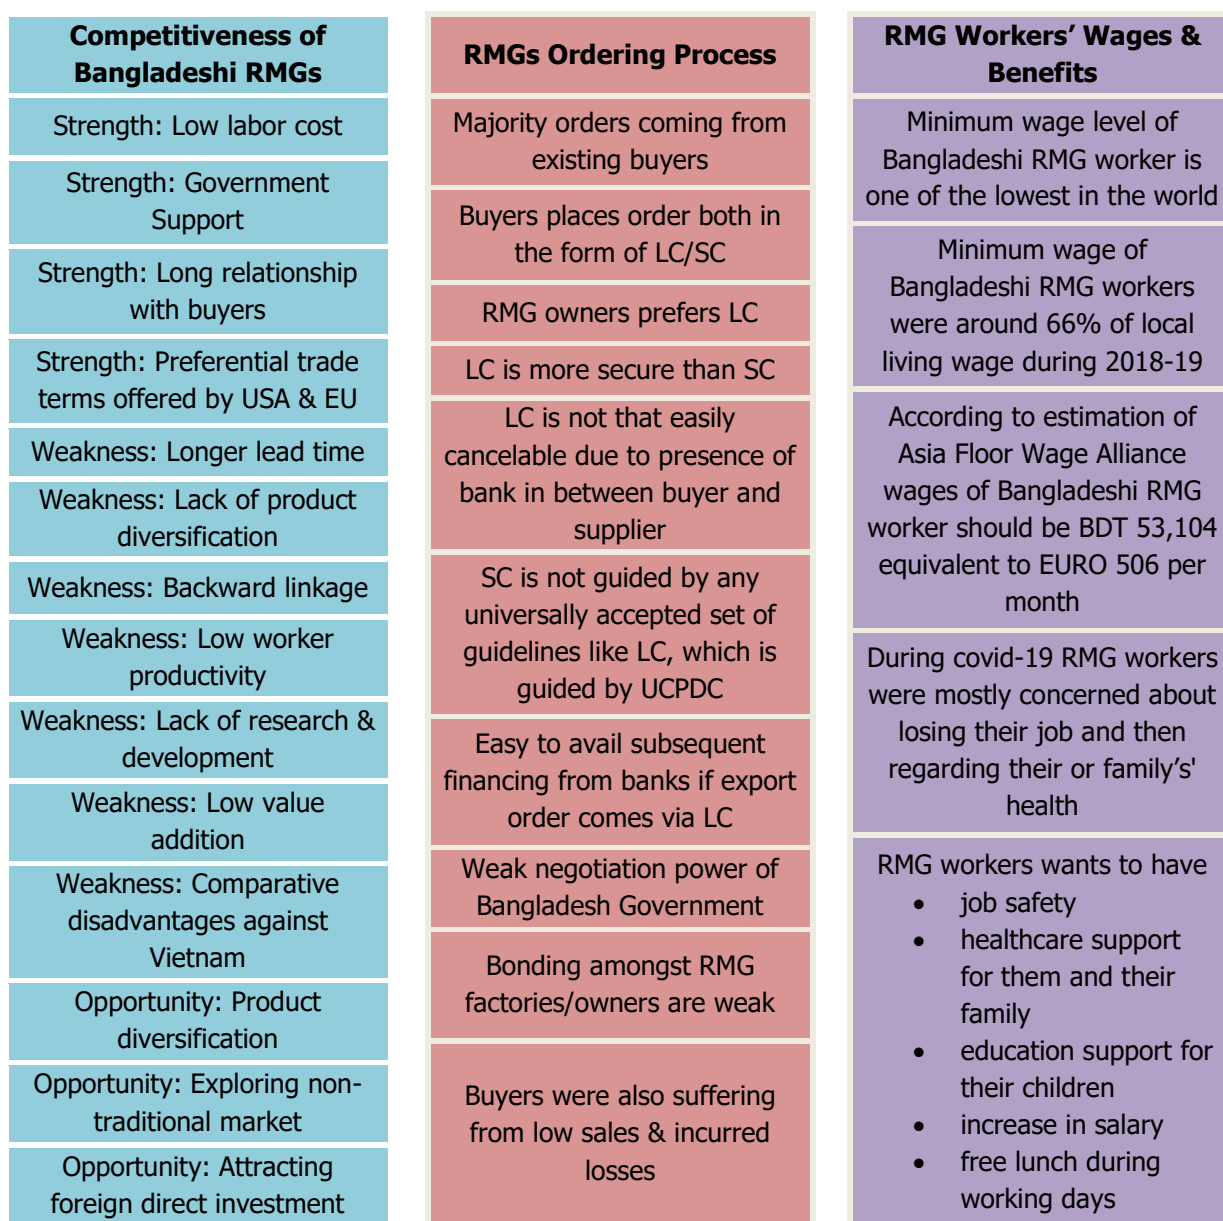 Competitiveness of
Bangladeshi RMGs
Strength: Low labor cost
Strength: Government
Support
Strength: Long relationship
with buyers
Strength: Preferential trade
terms offered by USA & EU
Weakness: Longer lead time
Weakness: Lack of product
diversification
Weakness: Backward linkage
Weakness: Low worker
productivity
Weakness: Lack of research &
development
Weakness: Low value
addition
Weakness: Comparative
disadvantages against
Vietnam
Opportunity: Product
diversification
Opportunity: Exploring non-
traditional market
Opportunity: Attracting
foreign direct investment
RMGs Ordering Process
Majority orders coming from
existing buyers
Buyers places order both in
the form of LC/SC
RMG owners prefers LC
LC is more secure than SC
LC is not that easily
cancelable due to presence of
bank in between buyer and
supplier
SC is not guided by any
universally accepted set of
guidelines like LC, which is
guided by UCPDC
Easy to avail subsequent
financing from banks if export
order comes via LC
Weak negotiation power of
Bangladesh Government
Bonding amongst RMG
factories/owners are weak
Buyers were also suffering
from low sales & incurred
losses
RMG Workers’ Wages &
Benefits
Minimum wage level of
Bangladeshi RMG worker is
one of the lowest in the world
Minimum wage of
Bangladeshi RMG workers
were around 66% of local
living wage during 2018-19
According to estimation of
Asia Floor Wage Alliance
wages of Bangladeshi RMG
worker should be BDT 53,104
equivalent to EURO 506 per
month
During covid-19 RMG workers
were mostly concerned about
losing their job and then
regarding their or family’s'
health
RMG workers wants to have
• job safety
• healthcare support
for them and their
family
• education support for
their children
• increase in salary
• free lunch during
working days